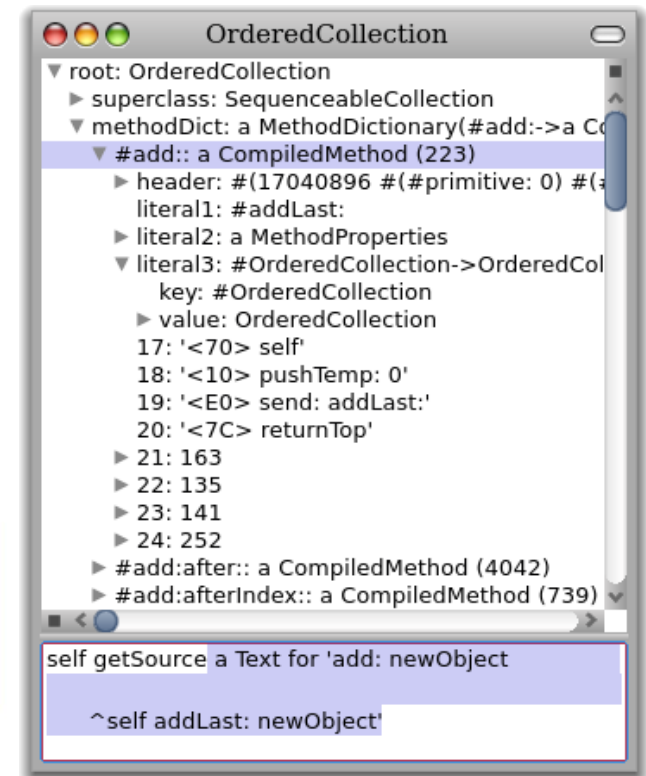 OrderedCollection
root: OrderedCollection
superclass: SequenceableCollection
methodDict: a MethodDictionary(#add:->a Co
#add:: a CompiledMethod (223)
header: #(17040896 #(#primitive: 0) #(#
literal1: #addLast:
literal2: a MethodProperties
literal3: #OrderedCollection->OrderedCol
key: #OrderedCollection
value: OrderedCollection
17: '<70> self'
18: '<10> pushTemp: 0'
19: '<E0> send: addLast:'
20: '<7C> returnTop'
21: 163
22: 135
23: 141
24: 252
#add:after:: a CompiledMethod (4042)
#add:afterIndex:: a CompiledMethod (739)
self getSource a Text for 'add: newObject
^self addLast: newObject'